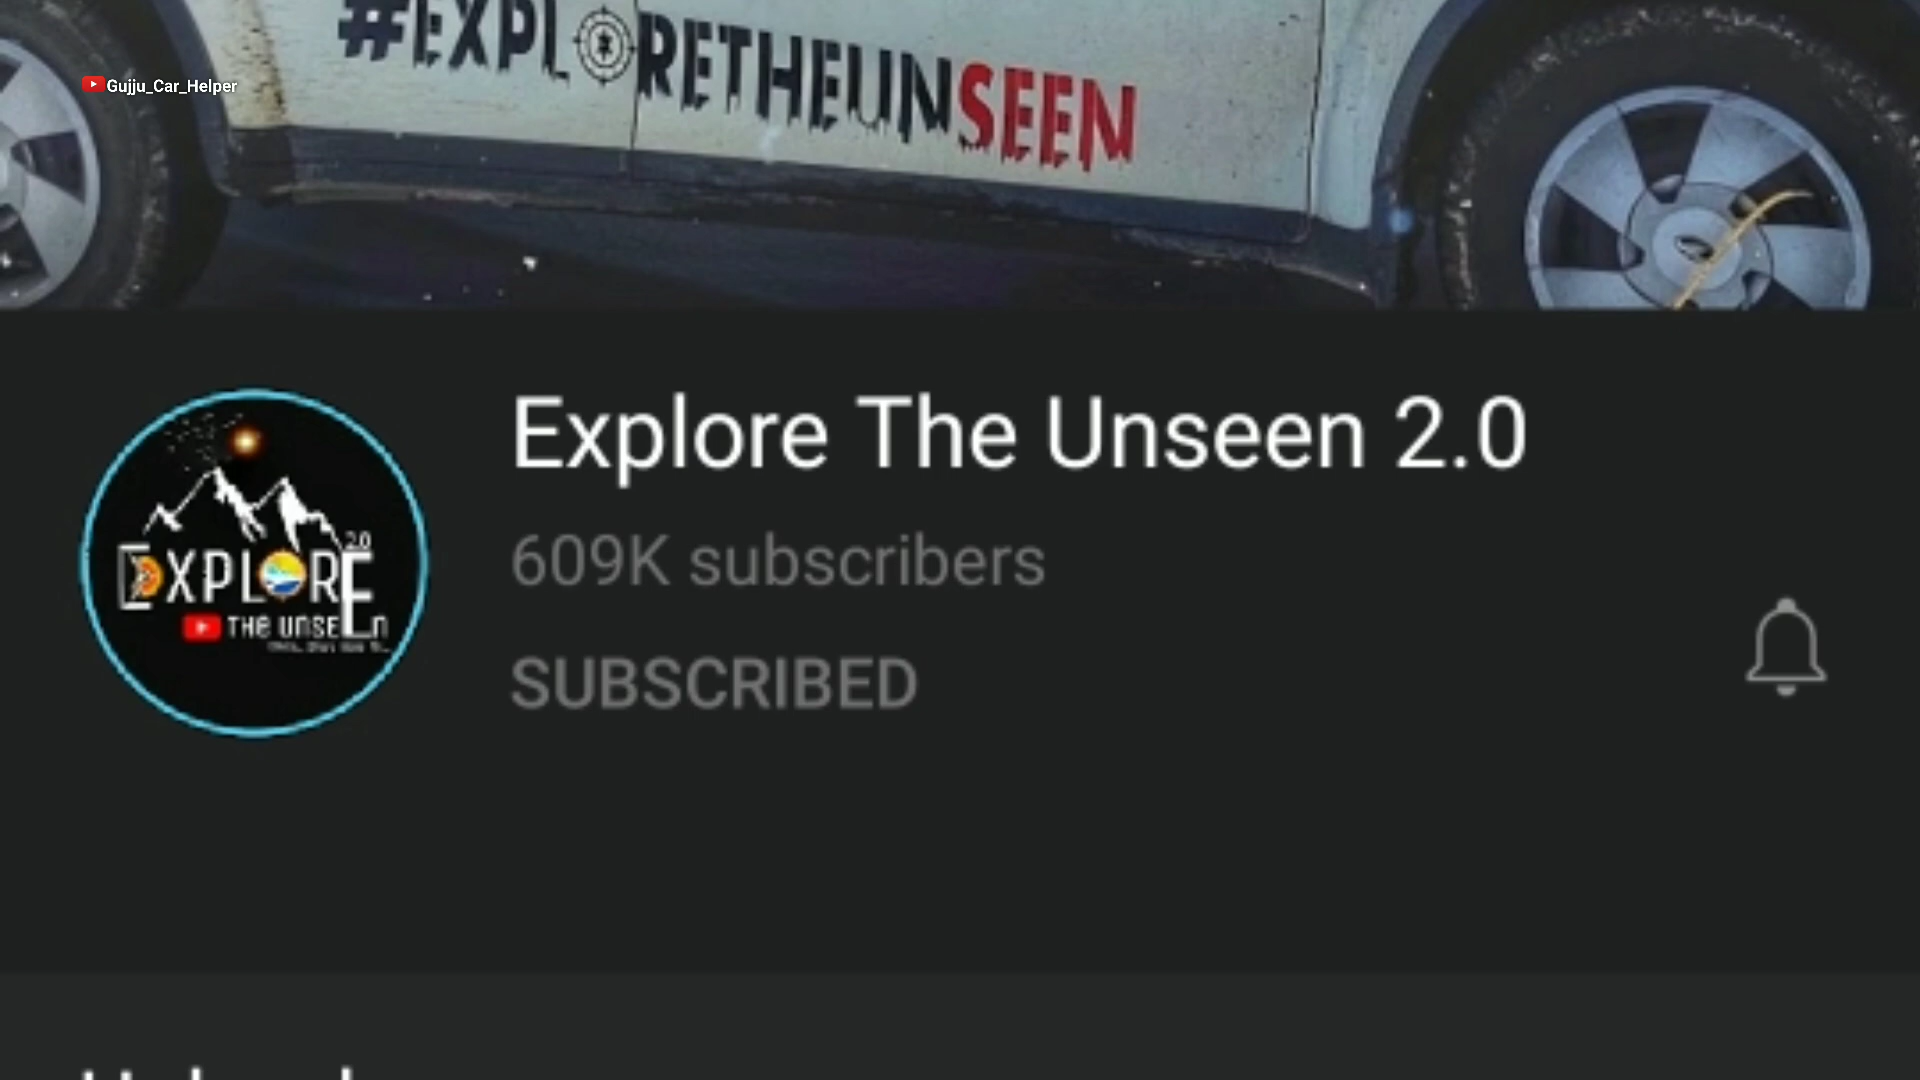 #EXPLORETHEUNSEEN
Gujju_Car_Helper
Explore The Unseen 2.0
609K subscribers
SUBSCRIBED
2.0
EXPLORE
THE UNSEEN